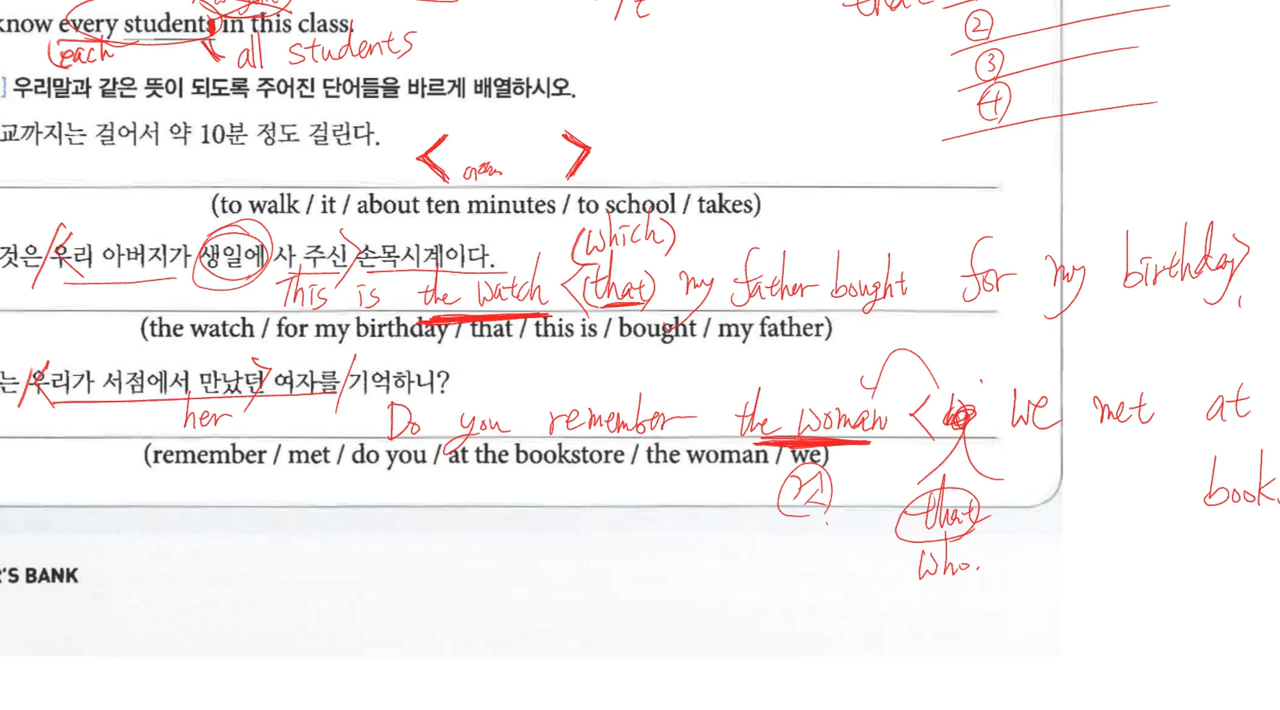 know every students in this class.
(each
all students
②
③
④
] 우리말과 같은 뜻이 되도록 주어진 단어들을 바르게 배열하시오.
교까지는 걸어서 약 10분 정도 걸린다.
(to walk / it / about ten minutes / to school / takes)
것은 우리 아버지가 생일에 사 주신 손목시계이다.
(which)
This is the watch <(that) my father bought for my birthday>.
(the watch / for my birthday / that / this is / bought / my father)
는 우리가 서점에서 만났던 여자를 기억하니?
her
Do you remember the woman < we met at
(remember / met / do you / at the bookstore / the woman / we)
book.
that
who.
'S BANK